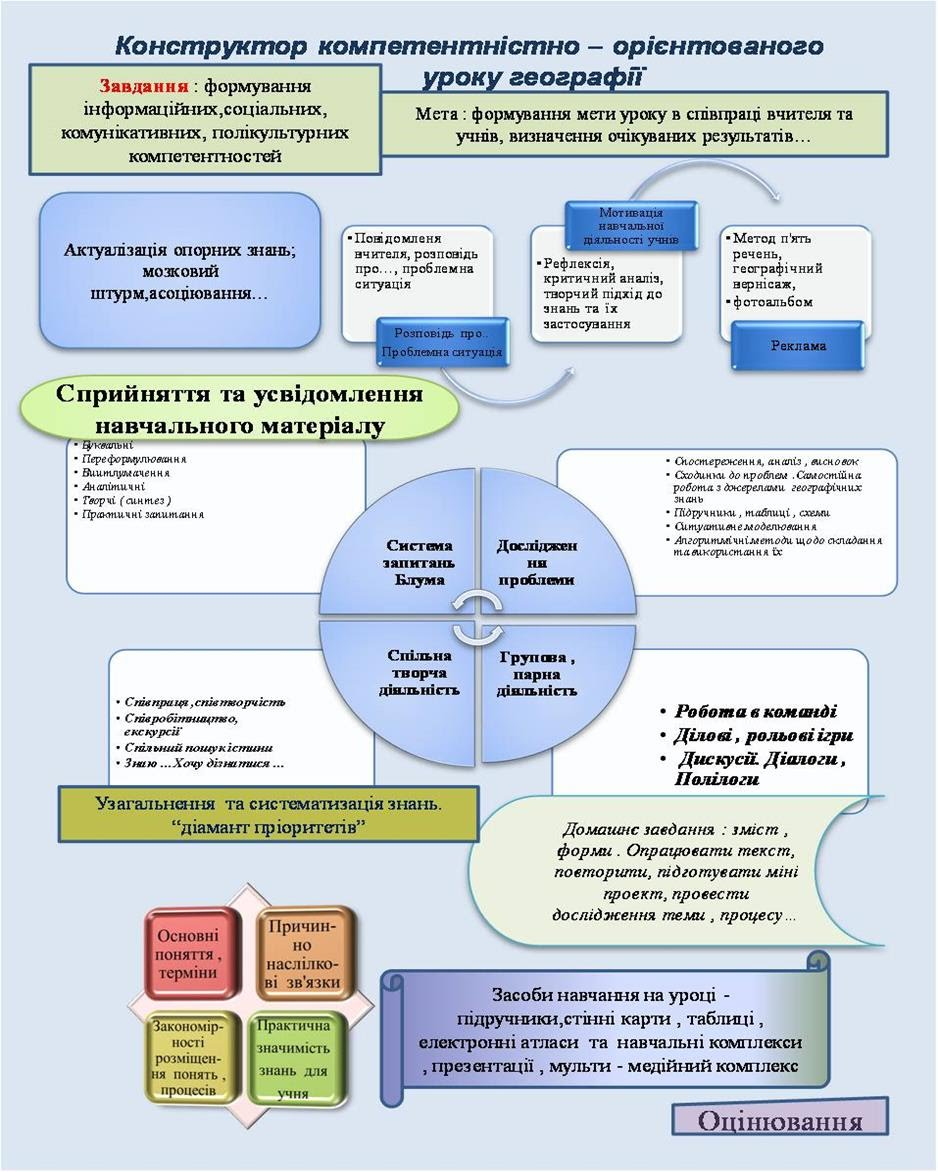 Конструктор компетентністно – орієнтованого
уроку географії
Завдання : формування
інформаційних,соціальних,
комунікативних, полікультурних
компетентностей
Мета : формування мети уроку в співпраці вчителя та
учнів, визначення очікуваних результатів…
Актуалізація опорних знань;
мозковий
штурм,асоціювання…
•Повідомленя
вчителя, розповідь
про…, проблемна
ситуація
Розповідь про..
Проблемна ситуація
Мотивація
навчальної
діяльності учнів
•Рефлексія,
критичний аналіз,
творчий підхід до
знань та їх
застосування
•Метод п'ять
речень,
географічний
вернісаж,
•фотоальбом
Реклама
Сприйняття та усвідомлення
навчального матеріалу
• Буквальні
• Переформулювання
• Виитлумачення
• Аналітичні
• Творчі ( синтез )
• Практичні запитання
• Спостереження, аналіз , висновок
• Сходинки до проблем .Самостійна
робота з джерелами географічних
знань
• Підручники , таблиці , схеми
• Ситуативне моделювання
• Алгоритмічні методи щодо складання
та використання їх
Система
запитань
Блума
Досліджен
ня
проблеми
Спільна
творча
діяльність
Групова ,
парна
діяльність
• Співпраця ,співтворчість
• Співробітництво,
екскурсії
• Спільний пошук істини
• Знаю …Хочу дізнатися …
• Робота в команді
• Ділові , рольові ігри
• Дискусії. Діалоги ,
Полілоги
Узагальнення та систематизація знань.
“діамант пріоритетів”
Домашнє завдання : зміст ,
форми . Опрацювати текст,
повторити, підготувати міні
проект, провести
дослідження теми , процесу…
Основні
поняття ,
терміни
Причин-
но
наслілко-
ві зв'язки
Закономір-
ності
розміщен-
ня понять ,
процесів
Практична
значимість
знань для
учня
Засоби навчання на уроці -
підручники,стінні карти , таблиці ,
електронні атласи та навчальні комплекси
, презентації , мульти - медійний комплекс
Оцінювання